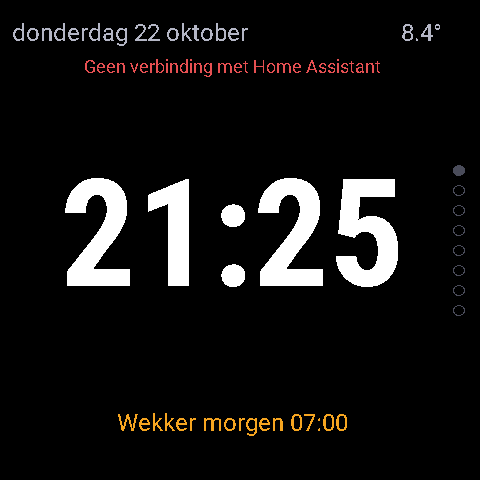 donderdag 22 oktober 8.4°
Geen verbinding met Home Assistant
21:25
Wekker morgen 07:00